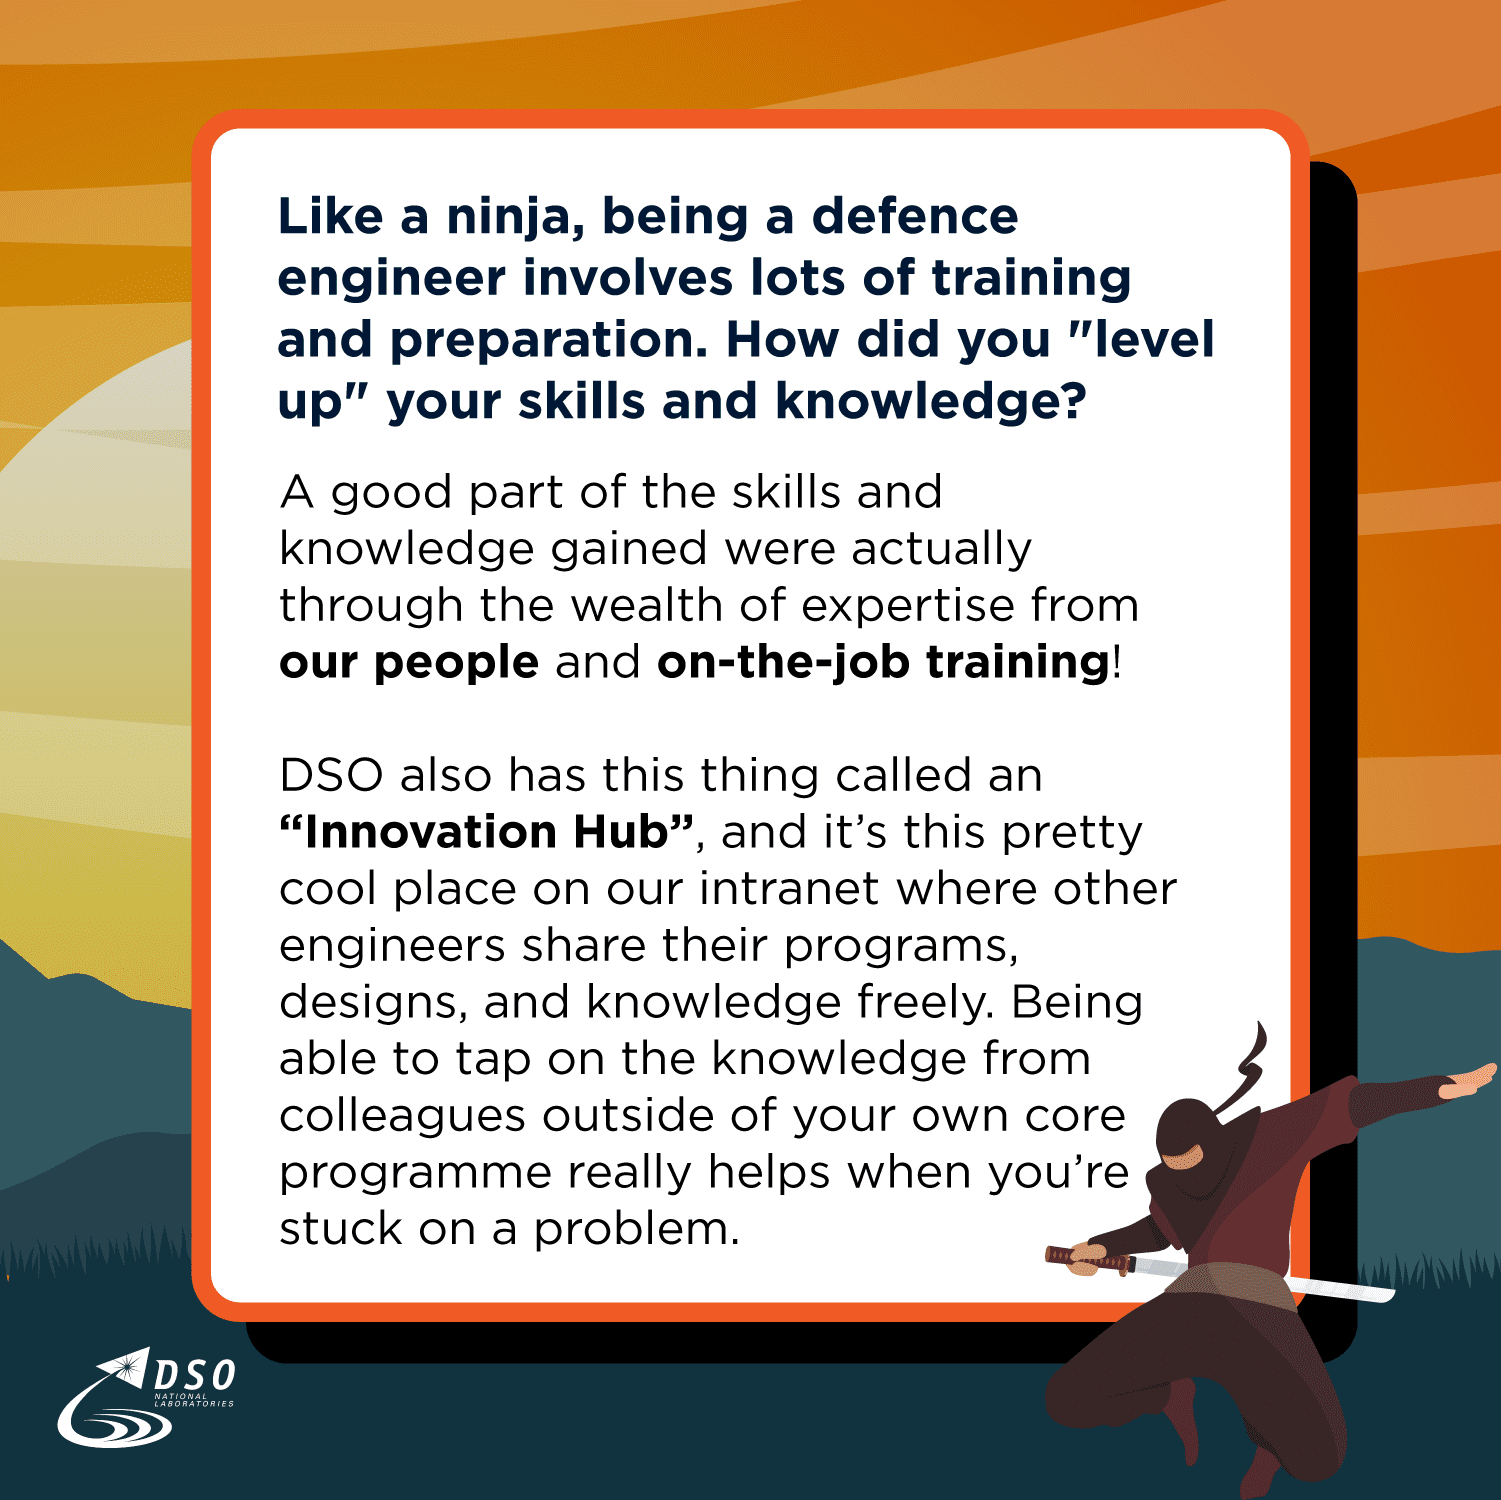 Like a ninja, being a defence
engineer involves lots of training
and preparation. How did you "level
up" your skills and knowledge?
A good part of the skills and
knowledge gained were actually
through the wealth of expertise from
our people and on-the-job training!
DSO also has this thing called an
“Innovation Hub”, and it’s this pretty
cool place on our intranet where other
engineers share their programs,
designs, and knowledge freely. Being
able to tap on the knowledge from
colleagues outside of your own core
programme really helps when you’re
stuck on a problem.
DSO
NATIONAL
LABORATORIES